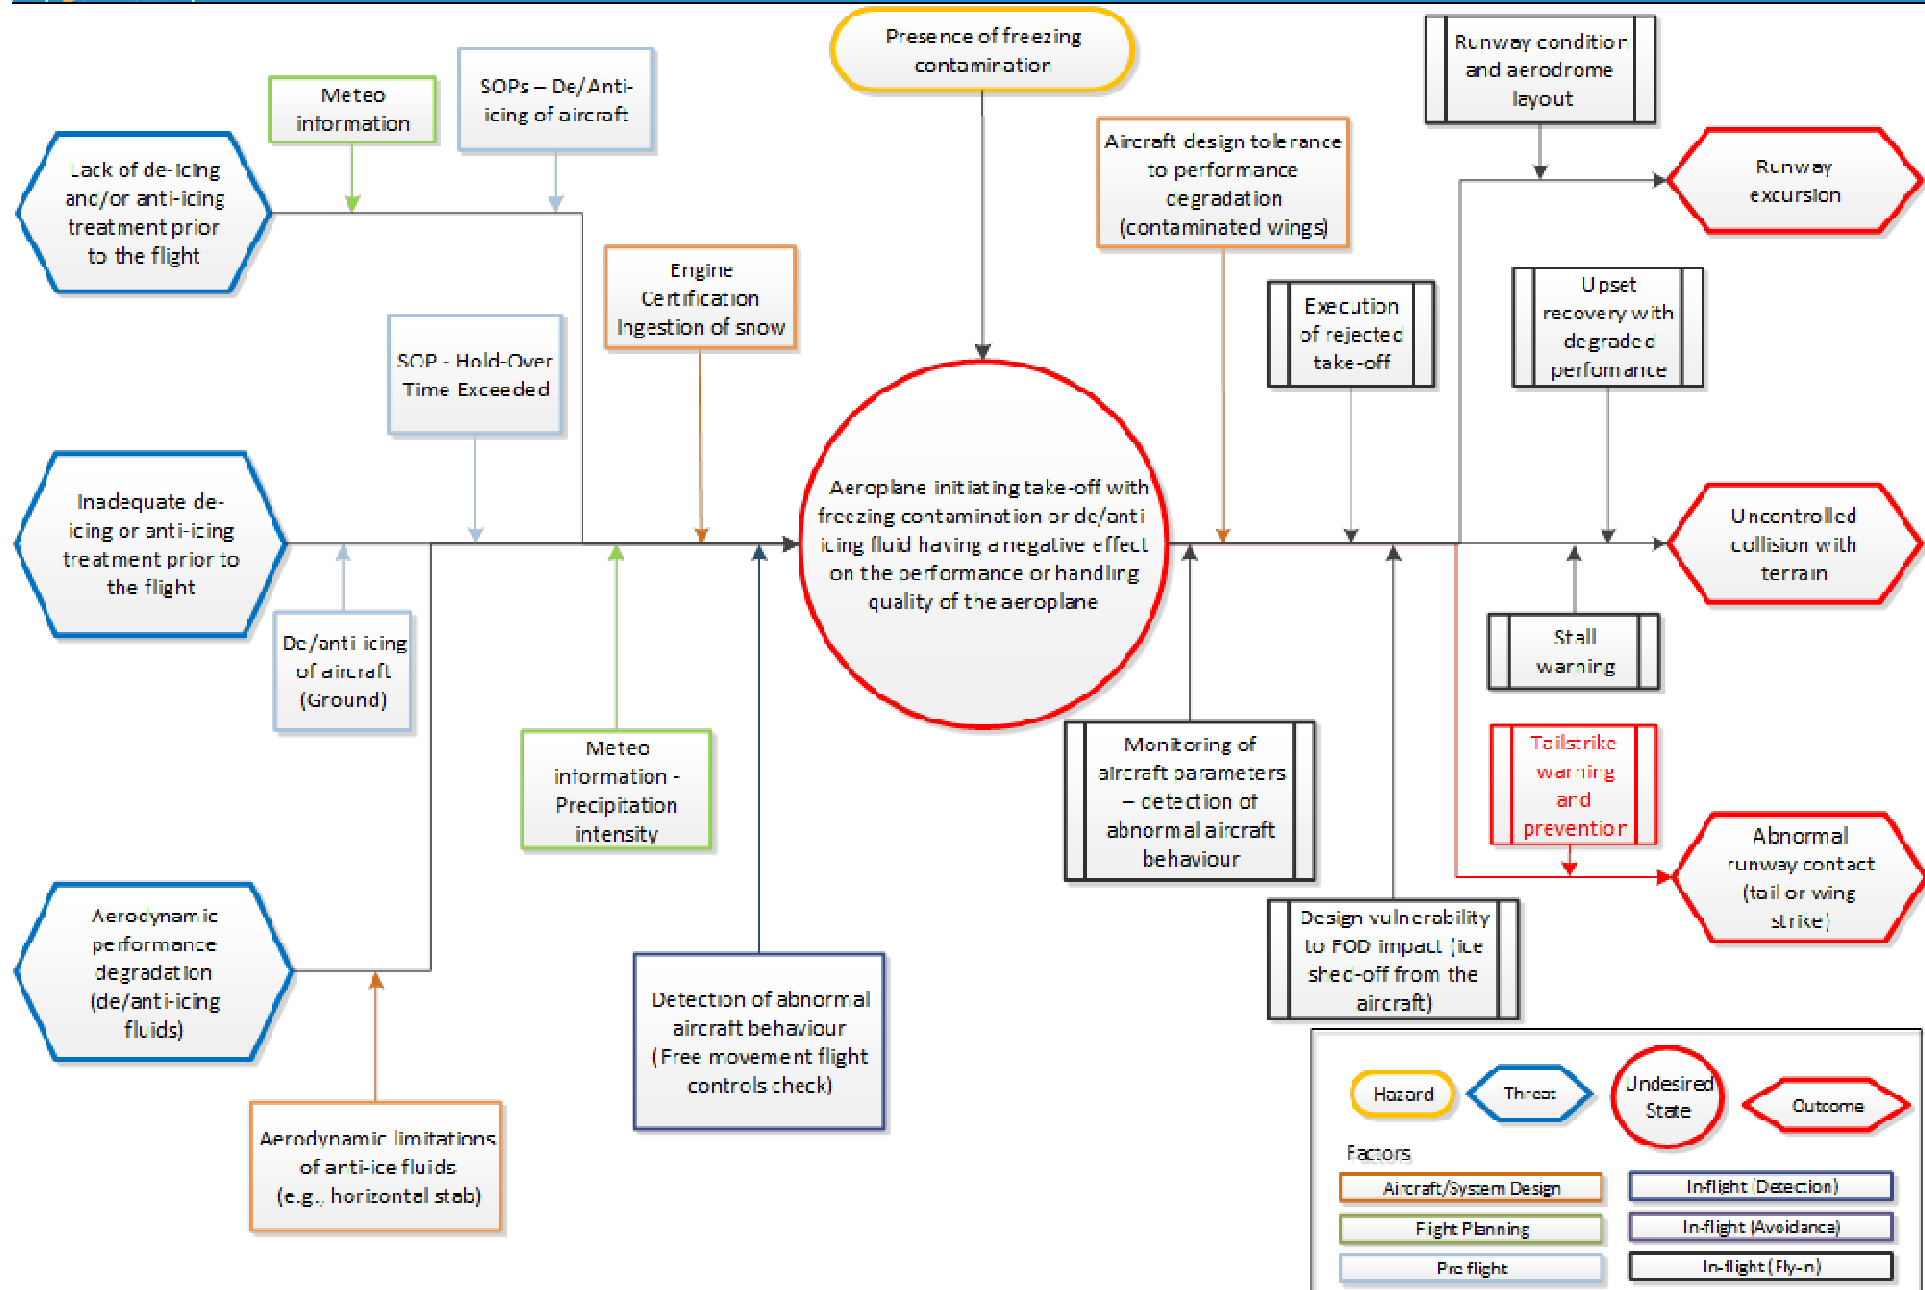 Presence of freezing
contamination
Runway condition
and aerodrome
layout
Meteo
information
SOPs – De/Anti-
icing of aircraft
Aircraft design tolerance
to performance
degradation
(contaminated wings)
Lack of de-icing
and/or anti-icing
treatment prior
to the flight
Runway
excursion
Engine
Certification
Ingestion of snow
Execution
of rejected
take-off
Upset
recovery with
degraded
perfomance
SOP - Hold-Over
Time Exceeded
Inadequate de-
icing or anti-icing
treatment prior to
the flight
Aeroplane initiating take-off with
freezing contamination or de/anti
icing fluid having a negative effect
on the performance or handling
quality of the aeroplane
Uncontrolled
collision with
terrain
De/anti icing
of aircraft
(Ground)
Stall
warning
Meteo
information -
Precipitation
intensity
Monitoring of
aircraft parameters
– detection of
abnormal aircraft
behaviour
Tailstrike
warning
and
prevention
Abnormal
runway contact
(tail or wing
strike)
Aerodynamic
performance
degradation
(de/anti-icing
fluids)
Design vulnerability
to FOD impact (ice
shed-off from the
aircraft)
Detection of abnormal
aircraft behaviour
(Free movement flight
controls check)
Aerodynamic limitations
of anti-ice fluids
(e.g., horizontal stab)
Hazard
Threat
Undesired
State
Outcome
Factors
Aircraft/System Design
In-flight (Detection)
Flight Planning
In-flight (Avoidance)
Pre flight
In-flight (Fly-in)